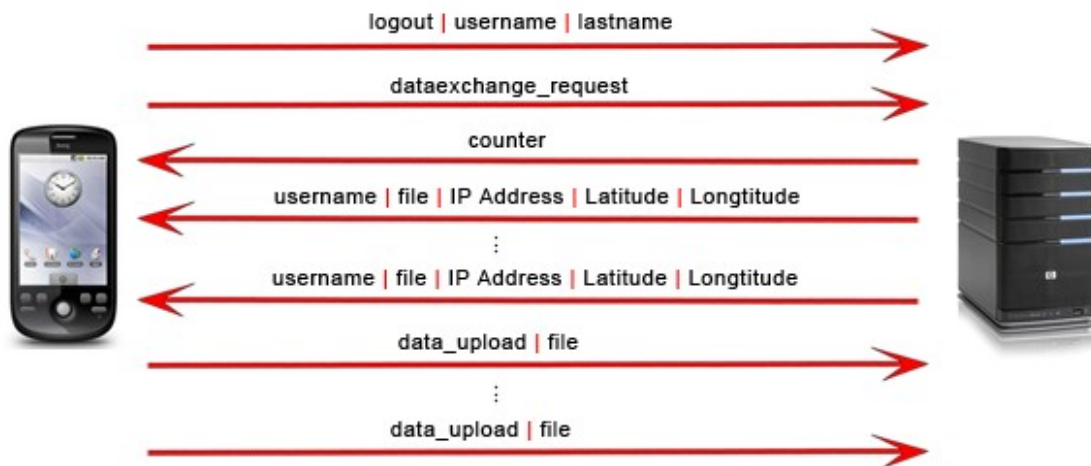 logout | username | lastname
dataexchange_request
counter
username | file | IP Address | Latitude | Longtitude
username | file | IP Address | Latitude | Longtitude
data_upload | file
data_upload | file